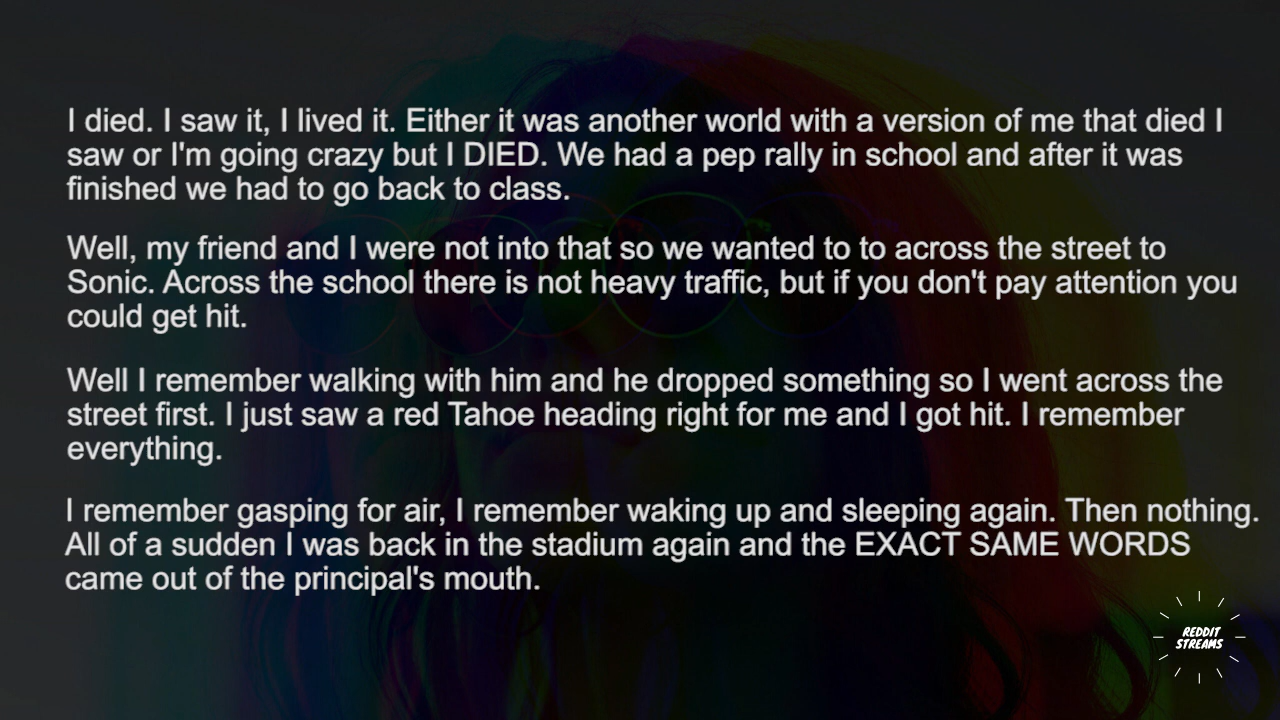 I died. I saw it, I lived it. Either it was another world with a version of me that died I
saw or I'm going crazy but I DIED. We had a pep rally in school and after it was
finished we had to go back to class.
Well, my friend and I were not into that so we wanted to to across the street to
Sonic. Across the school there is not heavy traffic, but if you don't pay attention you
could get hit.
Well I remember walking with him and he dropped something so I went across the
street first. I just saw a red Tahoe heading right for me and I got hit. I remember
everything.
I remember gasping for air, I remember waking up and sleeping again. Then nothing.
All of a sudden I was back in the stadium again and the EXACT SAME WORDS
came out of the principal's mouth.
REDDIT
STREAMS